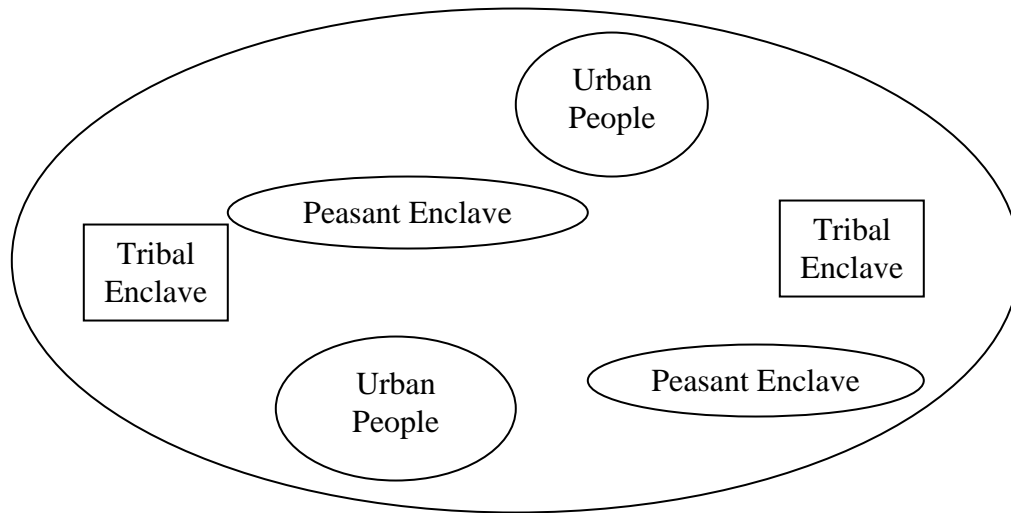 Urban
People
Peasant Enclave
Tribal
Enclave
Tribal
Enclave
Urban
People
Peasant Enclave